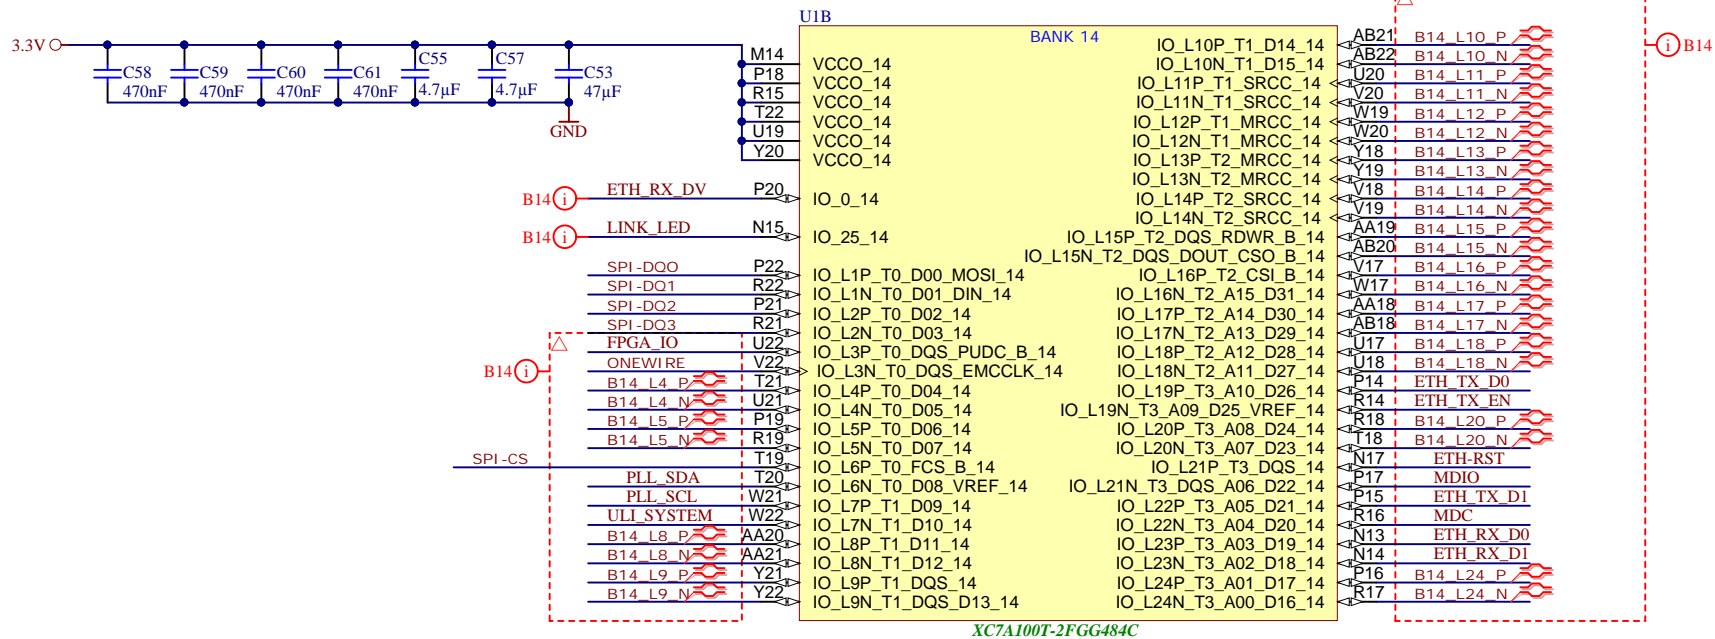 U1B
BANK 14
3.3V
C58 470nF
C59 470nF
C60 470nF
C61 470nF
C55 4.7µF
C57 4.7µF
C53 47µF
GND
M14 VCCO_14
P18 VCCO_14
R15 VCCO_14
T22 VCCO_14
U19 VCCO_14
Y20 VCCO_14
B14 i ETH_RX_DV P20 IO_0_14
B14 i LINK_LED N15 IO_25_14
SPI-DQ0 P22 IO_L1P_T0_D00_MOSI_14
SPI-DQ1 R22 IO_L1N_T0_D01_DIN_14
SPI-DQ2 P21 IO_L2P_T0_D02_14
SPI-DQ3 R21 IO_L2N_T0_D03_14
FPGA_IO U22 IO_L3P_T0_DQS_PUDC_B_14
B14 i ONEWIRE V22 IO_L3N_T0_DQS_EMCCLK_14
B14_L4_P T21 IO_L4P_T0_D04_14
B14_L4_N U21 IO_L4N_T0_D05_14
B14_L5_P P19 IO_L5P_T0_D06_14
B14_L5_N R19 IO_L5N_T0_D07_14
SPI-CS T19 IO_L6P_T0_FCS_B_14
PLL_SDA T20 IO_L6N_T0_D08_VREF_14
PLL_SCL W21 IO_L7P_T1_D09_14
ULI_SYSTEM W22 IO_L7N_T1_D10_14
B14_L8_P AA20 IO_L8P_T1_D11_14
B14_L8_N AA21 IO_L8N_T1_D12_14
B14_L9_P Y21 IO_L9P_T1_DQS_14
B14_L9_N Y22 IO_L9N_T1_DQS_D13_14
IO_L10P_T1_D14_14 AB21 B14_L10_P i B14
IO_L10N_T1_D15_14 AB22 B14_L10_N
IO_L11P_T1_SRCC_14 U20 B14_L11_P
IO_L11N_T1_SRCC_14 V20 B14_L11_N
IO_L12P_T1_MRCC_14 W19 B14_L12_P
IO_L12N_T1_MRCC_14 W20 B14_L12_N
IO_L13P_T2_MRCC_14 Y18 B14_L13_P
IO_L13N_T2_MRCC_14 Y19 B14_L13_N
IO_L14P_T2_SRCC_14 V18 B14_L14_P
IO_L14N_T2_SRCC_14 V19 B14_L14_N
IO_L15P_T2_DQS_RDWR_B_14 AA19 B14_L15_P
IO_L15N_T2_DQS_DOUT_CSO_B_14 AB20 B14_L15_N
IO_L16P_T2_CSI_B_14 V17 B14_L16_P
IO_L16N_T2_A15_D31_14 W17 B14_L16_N
IO_L17P_T2_A14_D30_14 AA18 B14_L17_P
IO_L17N_T2_A13_D29_14 AB18 B14_L17_N
IO_L18P_T2_A12_D28_14 U17 B14_L18_P
IO_L18N_T2_A11_D27_14 U18 B14_L18_N
IO_L19P_T3_A10_D26_14 P14 ETH_TX_D0
IO_L19N_T3_A09_D25_VREF_14 R14 ETH_TX_EN
IO_L20P_T3_A08_D24_14 R18 B14_L20_P
IO_L20N_T3_A07_D23_14 T18 B14_L20_N
IO_L21P_T3_DQS_14 N17 ETH-RST
IO_L21N_T3_DQS_A06_D22_14 P17 MDIO
IO_L22P_T3_A05_D21_14 P15 ETH_TX_D1
IO_L22N_T3_A04_D20_14 R16 MDC
IO_L23P_T3_A03_D19_14 N13 ETH_RX_D0
IO_L23N_T3_A02_D18_14 N14 ETH_RX_D1
IO_L24P_T3_A01_D17_14 P16 B14_L24_P
IO_L24N_T3_A00_D16_14 R17 B14_L24_N
XC7A100T-2FGG484C